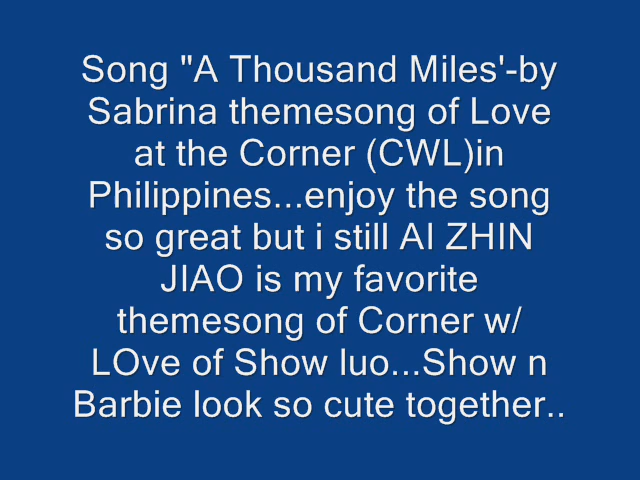 Song "A Thousand Miles'-by
Sabrina themesong of Love
at the Corner (CWL)in
Philippines...enjoy the song
so great but i still AI ZHIN
JIAO is my favorite
themesong of Corner w/
LOve of Show luo...Show n
Barbie look so cute together..